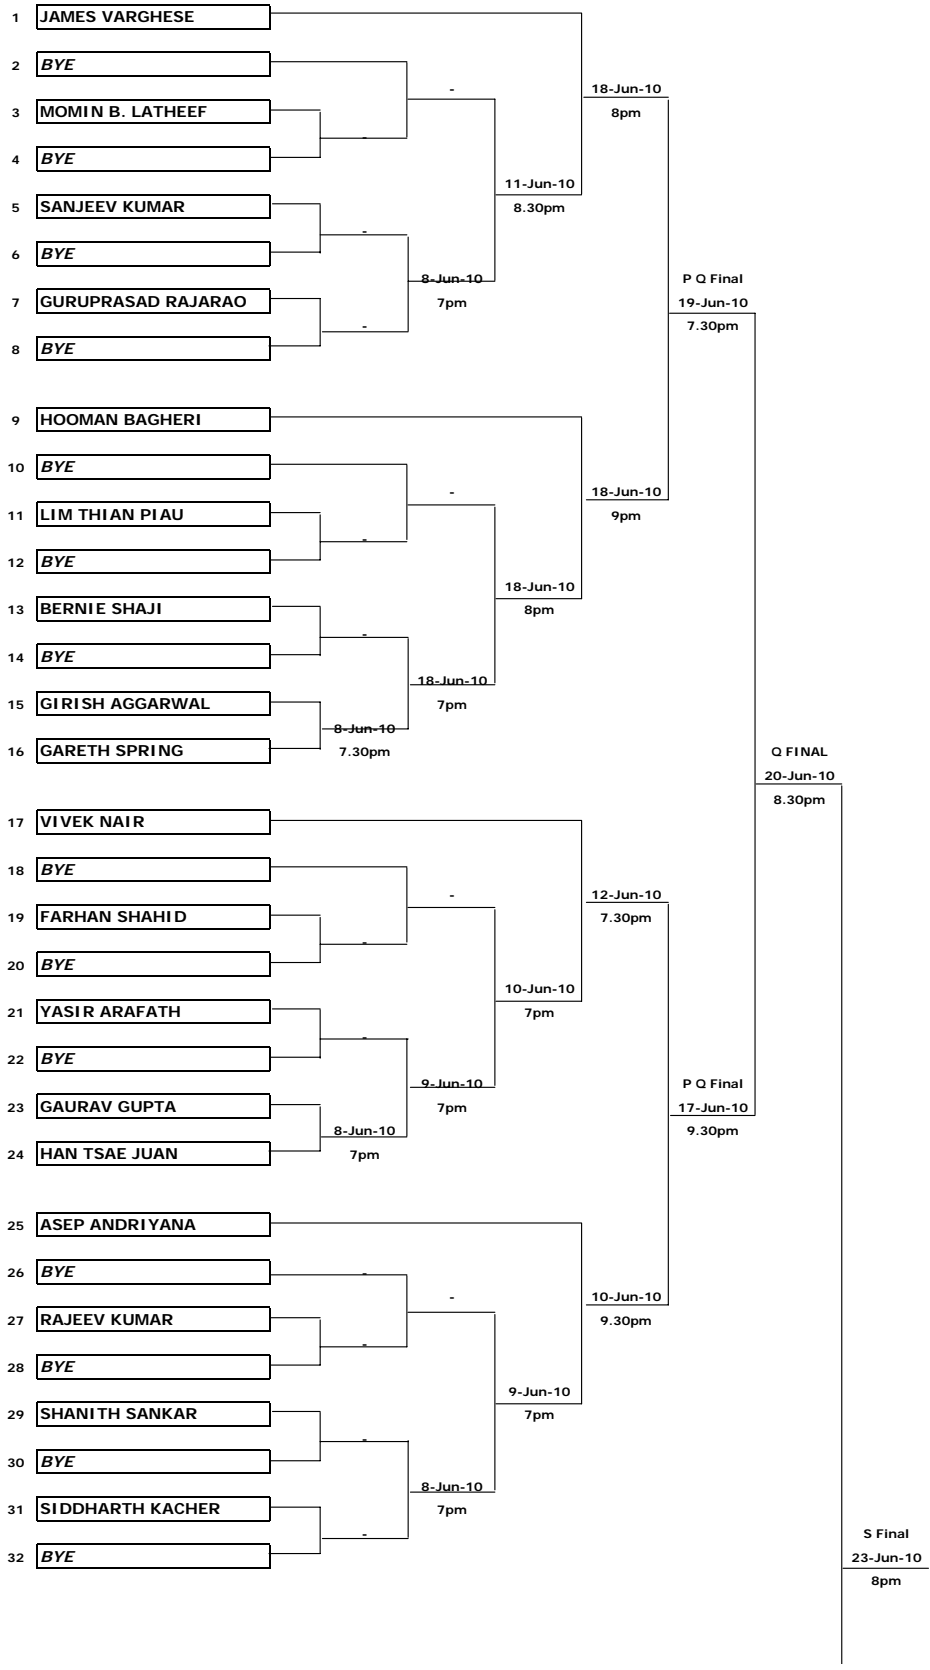 1 JAMES VARGHESE
2 BYE
-
18-Jun-10
8pm
3 MOMIN B. LATHEEF
-
4 BYE
11-Jun-10
8.30pm
5 SANJEEV KUMAR
-
6 BYE
8-Jun-10
7pm
P Q Final
19-Jun-10
7.30pm
7 GURUPRASAD RAJARAO
-
8 BYE
9 HOOMAN BAGHERI
10 BYE
-
18-Jun-10
9pm
11 LIM THIAN PIAU
-
12 BYE
18-Jun-10
8pm
13 BERNIE SHAJI
-
14 BYE
18-Jun-10
7pm
15 GIRISH AGGARWAL
8-Jun-10
7.30pm
16 GARETH SPRING
Q FINAL
20-Jun-10
8.30pm
17 VIVEK NAIR
18 BYE
-
12-Jun-10
7.30pm
19 FARHAN SHAHID
-
20 BYE
10-Jun-10
7pm
21 YASIR ARAFATH
-
22 BYE
9-Jun-10
7pm
P Q Final
17-Jun-10
9.30pm
23 GAURAV GUPTA
8-Jun-10
7pm
24 HAN TSAE JUAN
25 ASEP ANDRIYANA
26 BYE
-
-
10-Jun-10
9.30pm
27 RAJEEV KUMAR
-
28 BYE
9-Jun-10
7pm
29 SHANITH SANKAR
-
30 BYE
8-Jun-10
7pm
31 SIDDHARTH KACHER
-
32 BYE
S Final
23-Jun-10
8pm